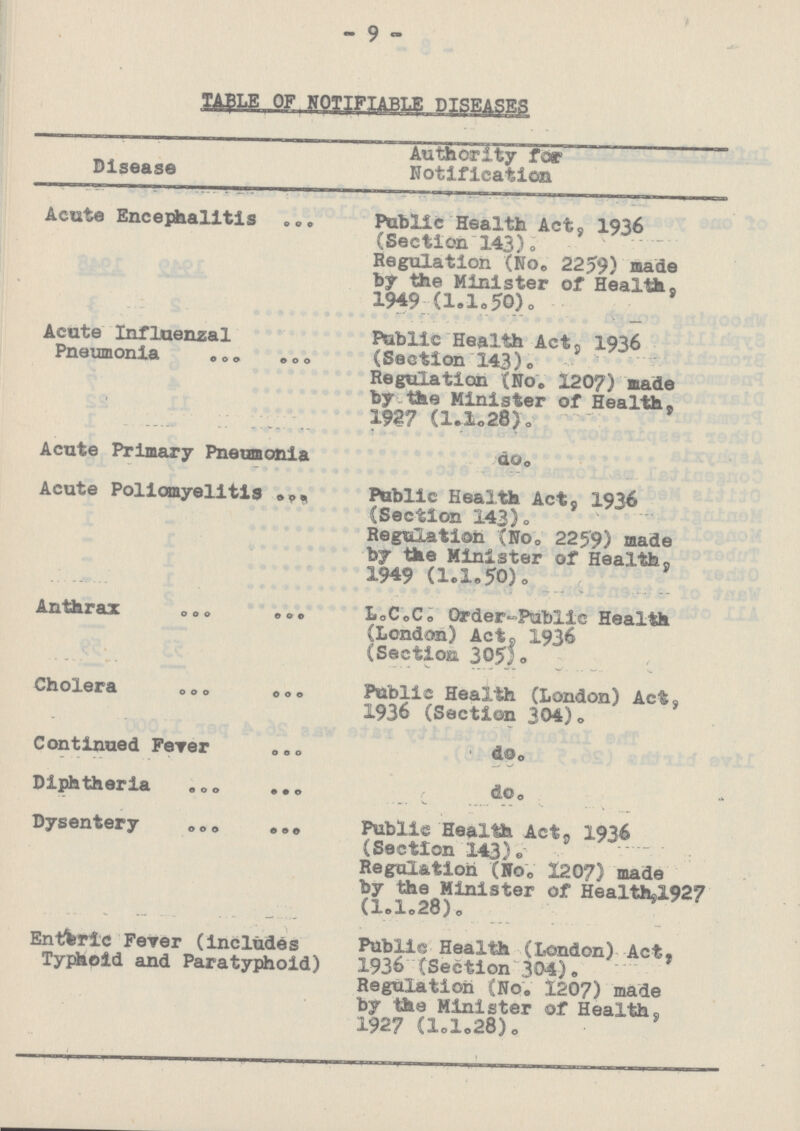 - 9 -
TABLE OF NOTIFIABLE DISEASES
Disease
Authority for
Notification
Acute Encephalitis ...
Public Health Act, 1936
(Section 143).
Regulation (No. 2259) made
by the Minister of Health,
1949 (1.1.50).
Acute Influenzal
Pneumonia ... ...
Public Health Act, 1936
(Section 143).
Regulation (No. 1207) made
by the Minister of Health,
1927 (1.1.28).
Acute Primary Pneumonia do.
Acute Poliomyelitis ...
Public Health Act, 1936
(Section 143).
Regulation (No. 2259) made
by the Minister of Health,
1949 (1.1.50).
Anthrax ... ...
L.C.C. Order-Public Health
(London) Act, 1936
(Section 305).
Cholera ... ...
Public Health (London) Act,
1936 (Section 304).
Continued Fever ... do.
Diphtheria ... ... do.
Dysentery ... ...
Public Health Act, 1936
(Section 143).
Regulation (No. 1207) made
by the Minister of Health,1927
(1.1.28).
Enteric Fever (includes
Typhoid and Paratyphoid)
Public Health (London) Act,
1936 (Section 304).
Regulation (No. 1207) made
by the Minister of Health,
1927 (1.1.28).